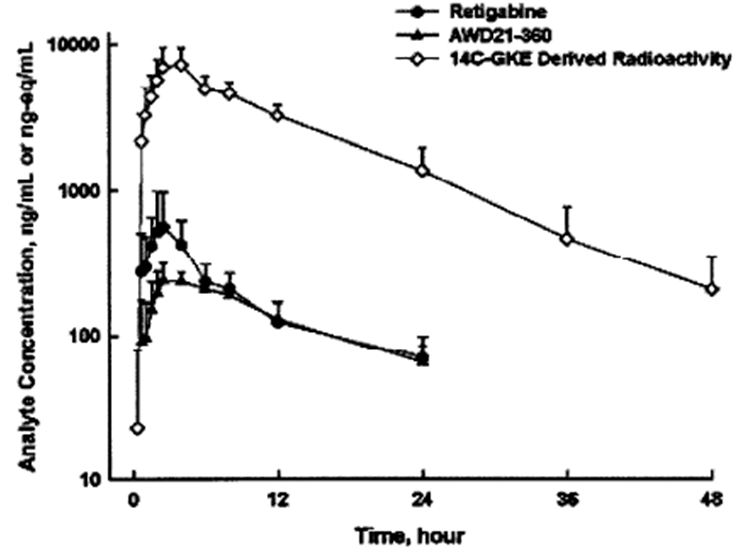 Retigabine
AWD21-360
14C-GKE Derived Radioactivity
Analyte Concentration, ng/mL or ng-eq/mL
10000
1000
100
10
0 12 24 36 48
Time, hour